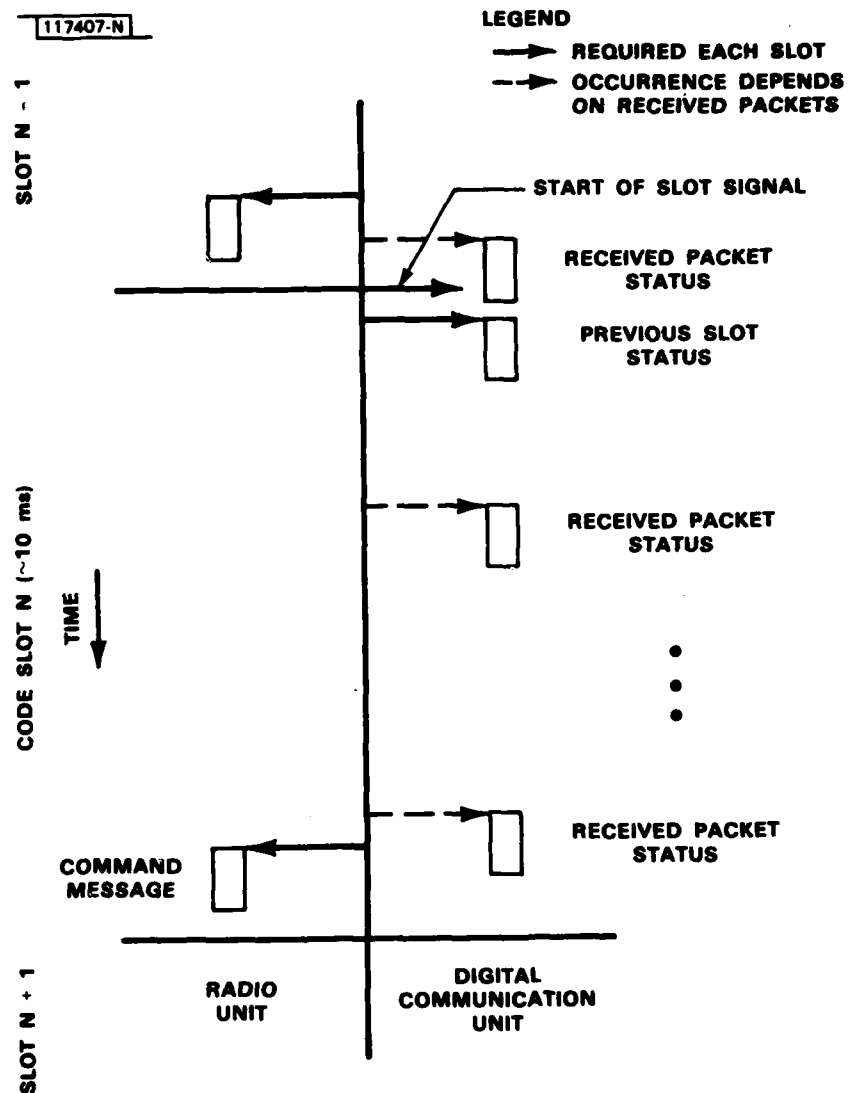 117407-N
LEGEND
REQUIRED EACH SLOT
OCCURRENCE DEPENDS
ON RECEIVED PACKETS
SLOT N - 1
START OF SLOT SIGNAL
RECEIVED PACKET
STATUS
PREVIOUS SLOT
STATUS
CODE SLOT N (~10 ms)
TIME
RECEIVED PACKET
STATUS
RECEIVED PACKET
STATUS
COMMAND
MESSAGE
RADIO
UNIT
DIGITAL
COMMUNICATION
UNIT
SLOT N + 1